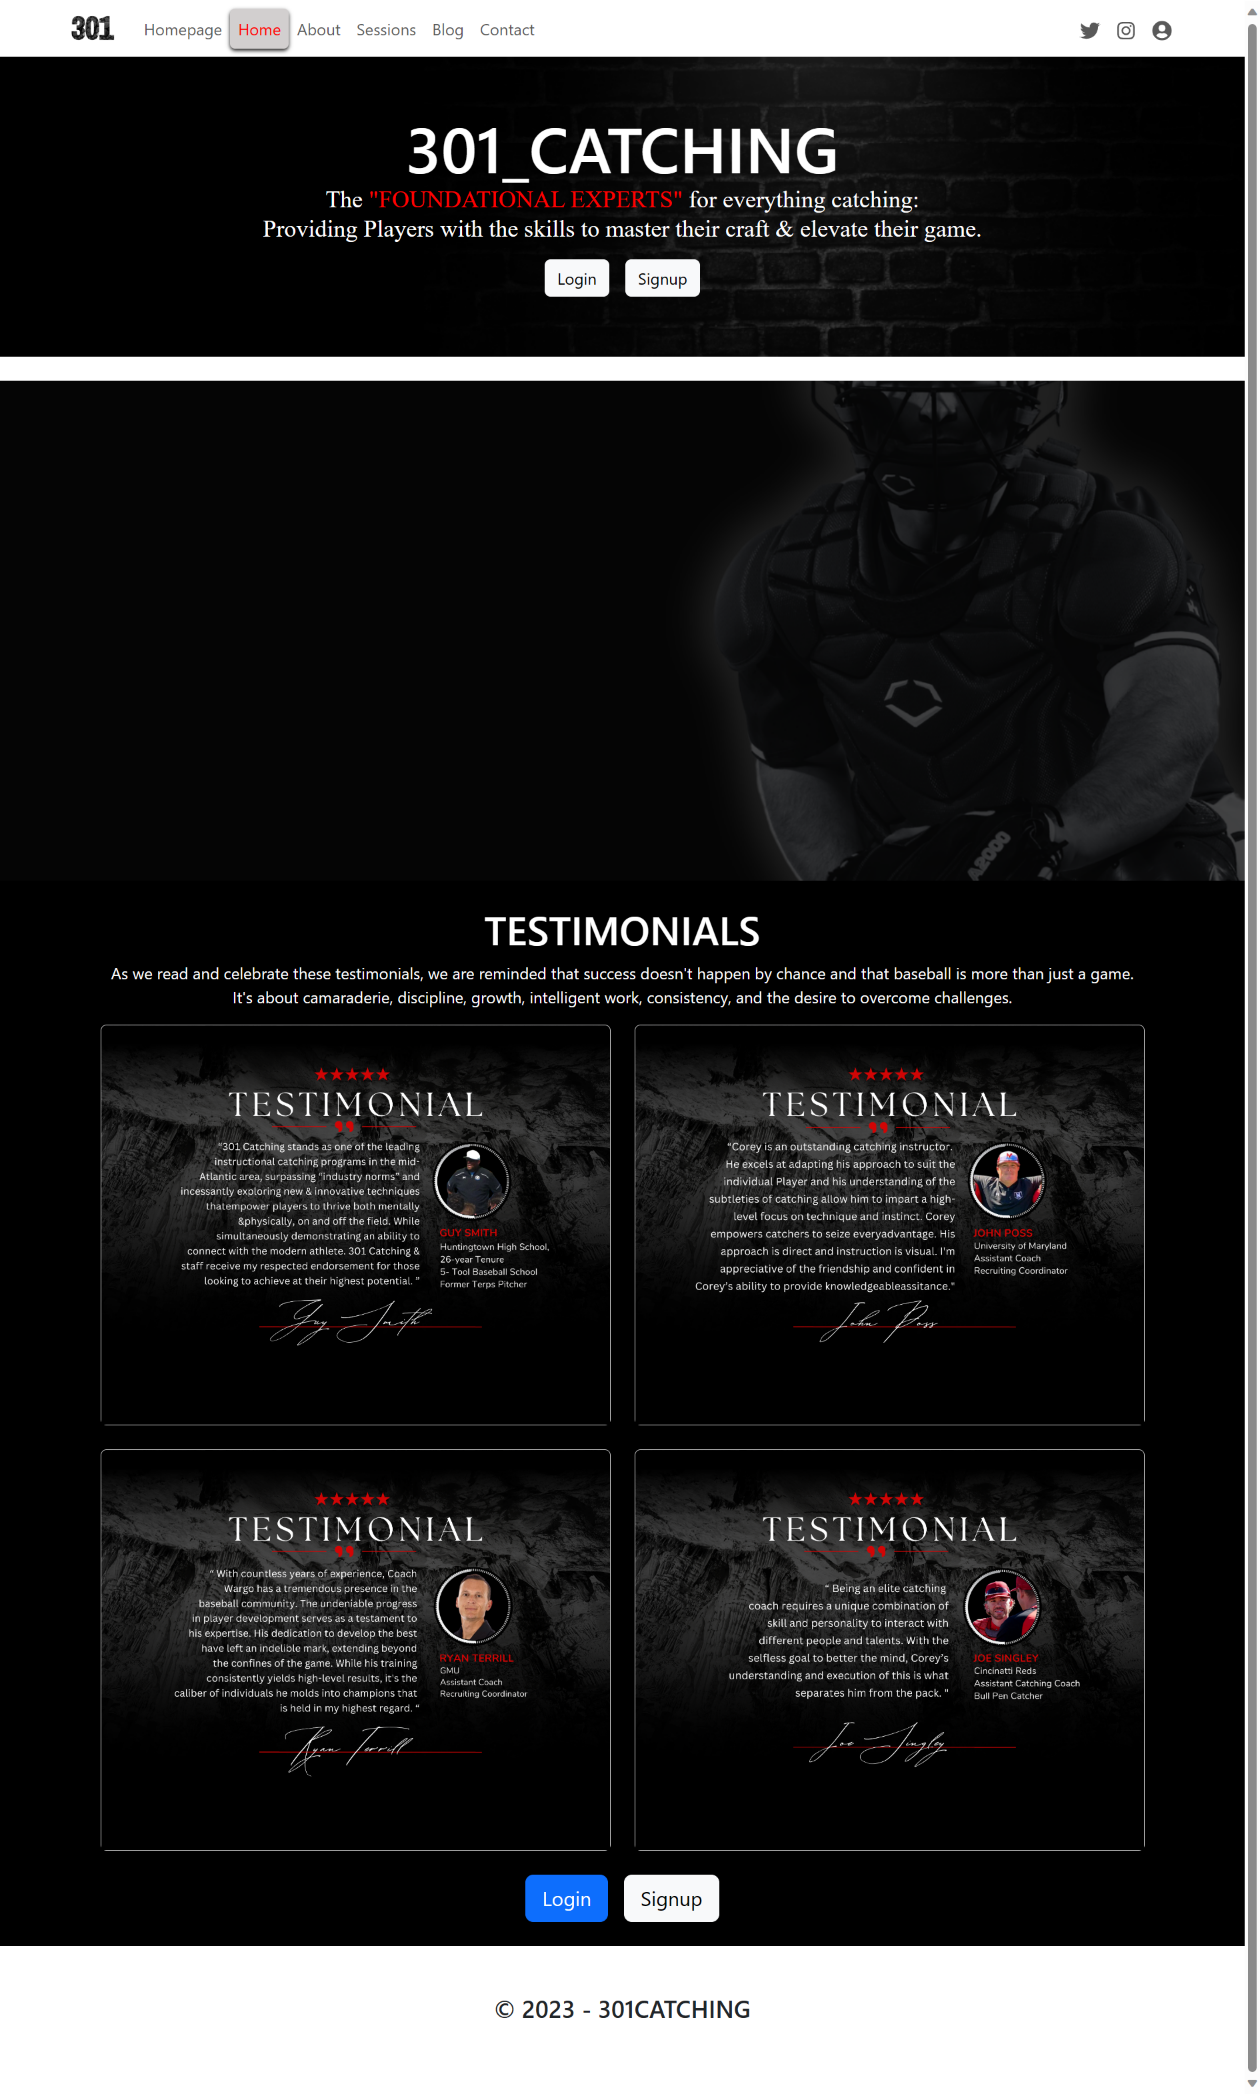 301
Homepage Home About Sessions Blog Contact
301_CATCHING
The "FOUNDATIONAL EXPERTS" for everything catching:
Providing Players with the skills to master their craft & elevate their game.
Login Signup
A2000
TESTIMONIALS
As we read and celebrate these testimonials, we are reminded that success doesn't happen by chance and that baseball is more than just a game.
It's about camaraderie, discipline, growth, intelligent work, consistency, and the desire to overcome challenges.
TESTIMONIAL
"301 Catching stands as one of the leading
instructional catching programs in the mid-
Atlantic area, surpassing "industry norms" and
incessantly exploring new & innovative techniques
thatempower players to thrive both mentally
&physically, on and off the field. While
simultaneously demonstrating an ability to
connect with the modern athlete. 301 Catching &
staff receive my respected endorsement for those
looking to achieve at their highest potential. "
GUY SMITH
Huntingtown High School,
26-year Tenure
5- Tool Baseball School
Former Terps Pitcher
Guy Smith
TESTIMONIAL
"Corey is an outstanding catching instructor.
He excels at adapting his approach to suit the
individual Player and his understanding of the
subtleties of catching allow him to impart a high-
level focus on technique and instinct. Corey
empowers catchers to seize everyadvantage. His
approach is direct and instruction is visual. I'm
appreciative of the friendship and confident in
Corey's ability to provide knowledgeableassitance."
JOHN POSS
University of Maryland
Assistant Coach
Recruiting Coordinator
John Poss
TESTIMONIAL
" With countless years of experience, Coach
Wargo has a tremendous presence in the
baseball community. The undeniable progress
in player development serves as a testament to
his expertise. His dedication to develop the best
have left an indelible mark, extending beyond
the confines of the game. While his training
consistently yields high-level results, it's the
caliber of individuals he molds into champions that
is held in my highest regard. "
RYAN TERRILL
GMU
Assistant Coach
Recruiting Coordinator
Ryan Terrill
TESTIMONIAL
" Being an elite catching
coach requires a unique combination of
skill and personality to interact with
different people and talents. With the
selfless goal to better the mind, Corey's
understanding and execution of this is what
separates him from the pack. "
JOE SINGLEY
Cincinatti Reds
Assistant Catching Coach
Bull Pen Catcher
Joe Singley
Login Signup
© 2023 - 301CATCHING